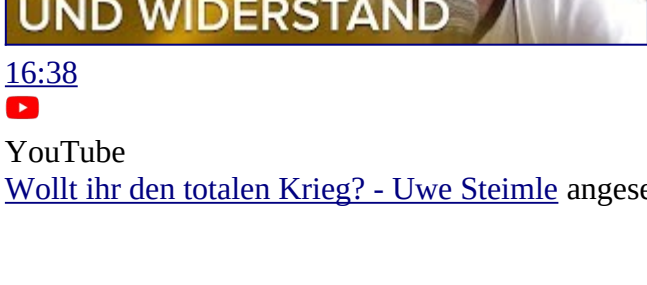 UND WIDERSTAND
16:38
YouTube
Wollt ihr den totalen Krieg? - Uwe Steimle